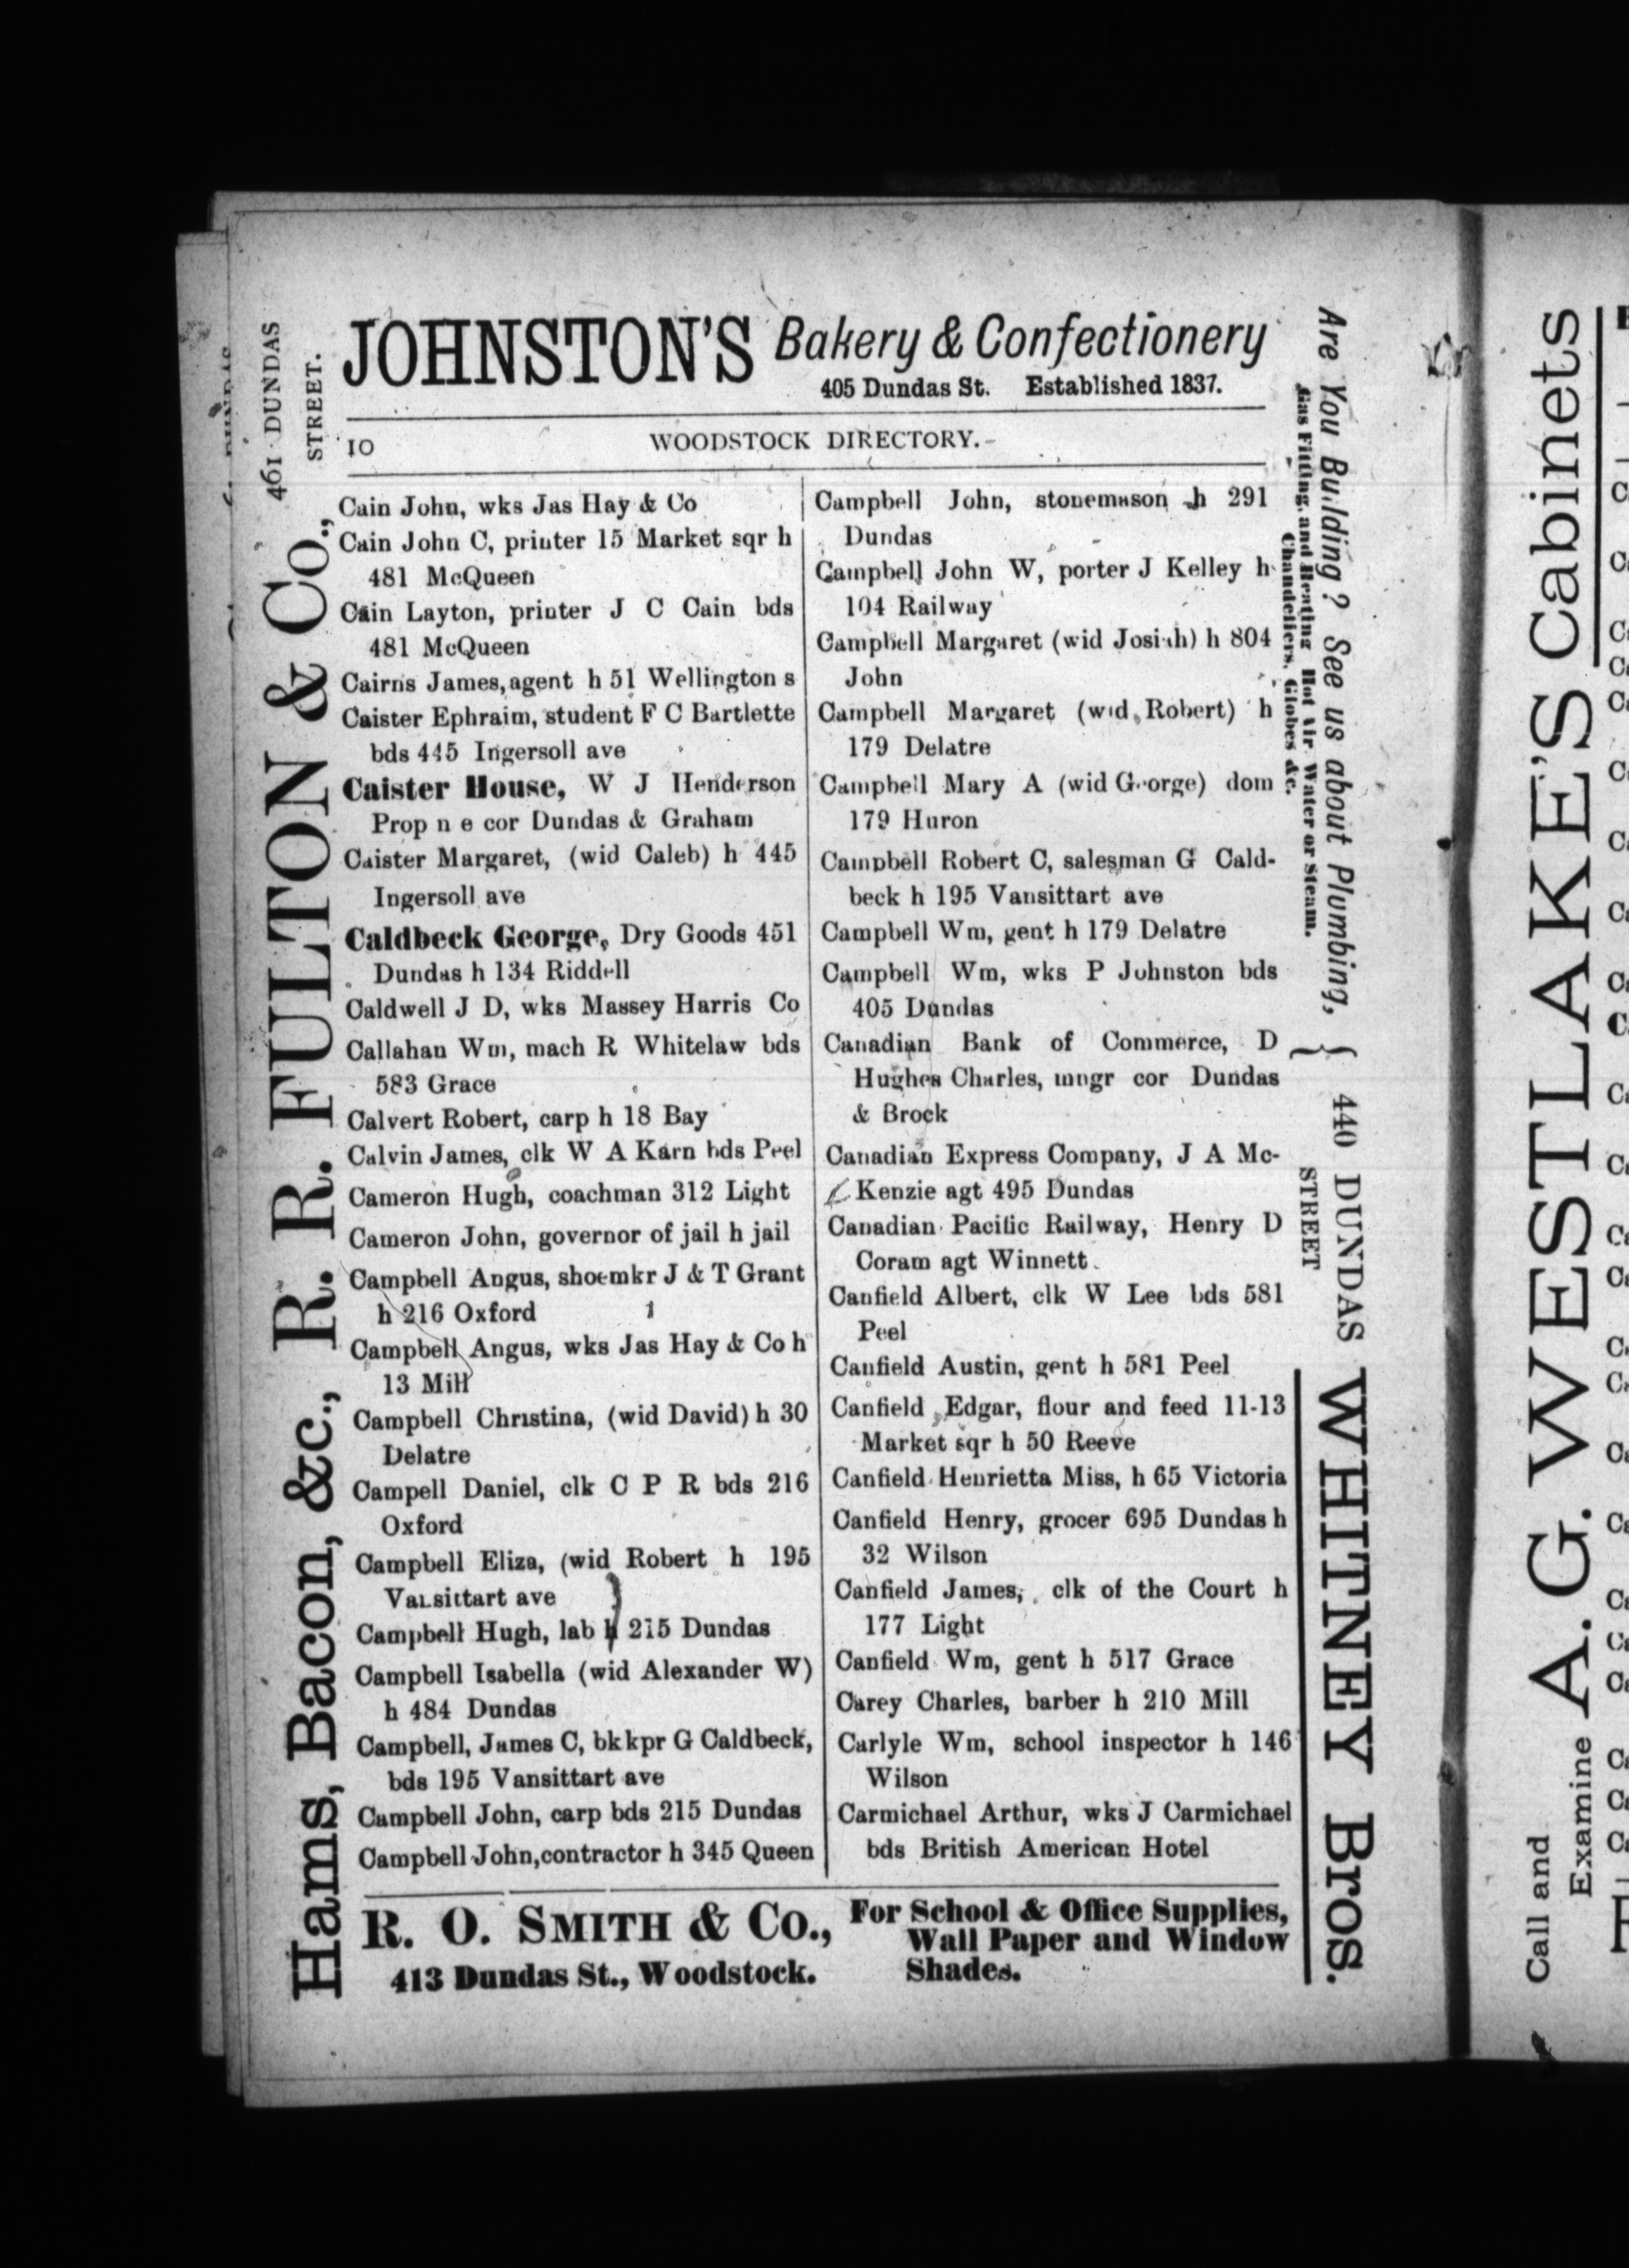 JOHNSTON'S Bakery & Confectionery
405 Dundas St. Established 1837.
10
WOODSTOCK DIRECTORY.
Cain John, wks Jas Hay & Co
Cain John C, printer 15 Market sqr h
481 McQueen
Cain Layton, printer J C Cain bds
481 McQueen
Cairns James, agent h 51 Wellington s
Caister Ephraim, student F C Bartlette
bds 445 Ingersoll ave
Caister House, W J Henderson
Prop n e cor Dundas & Graham
Caister Margaret, (wid Caleb) h 445
Ingersoll ave
Caldbeck George, Dry Goods 451
Dundas h 134 Riddell
Caldwell J D, wks Massey Harris Co
Callahan Wm, mach R Whitelaw bds
583 Grace
Calvert Robert, carp h 18 Bay
Calvin James, clk W A Karn bds Peel
Cameron Hugh, coachman 312 Light
Cameron John, governor of jail h jail
Campbell Angus, shoemkr J & T Grant
h 216 Oxford
Campbell Angus, wks Jas Hay & Co h
13 Mill
Campbell Christina, (wid David) h 30
Delatre
Campell Daniel, clk C P R bds 216
Oxford
Campbell Eliza, (wid Robert h 195
Vansittart ave
Campbell Hugh, lab h 215 Dundas
Campbell Isabella (wid Alexander W)
h 484 Dundas
Campbell, James C, bkkpr G Caldbeck,
bds 195 Vansittart ave
Campbell John, carp bds 215 Dundas
Campbell John, contractor h 345 Queen
Campbell John, stonemason h 291
Dundas
Campbell John W, porter J Kelley h
104 Railway
Campbell Margaret (wid Josiah) h 804
John
Campbell Margaret (wid, Robert) h
179 Delatre
Campbell Mary A (wid George) dom
179 Huron
Campbell Robert C, salesman G Cald-
beck h 195 Vansittart ave
Campbell Wm, gent h 179 Delatre
Campbell Wm, wks P Johnston bds
405 Dundas
Canadian Bank of Commerce, D
Hughes Charles, mngr cor Dundas
& Brock
Canadian Express Company, J A Mc-
Kenzie agt 495 Dundas
Canadian Pacific Railway, Henry D
Coram agt Winnett
Canfield Albert, clk W Lee bds 581
Peel
Canfield Austin, gent h 581 Peel
Canfield Edgar, flour and feed 11-13
Market sqr h 50 Reeve
Canfield Henrietta Miss, h 65 Victoria
Canfield Henry, grocer 695 Dundas h
32 Wilson
Canfield James, clk of the Court h
177 Light
Canfield Wm, gent h 517 Grace
Carey Charles, barber h 210 Mill
Carlyle Wm, school inspector h 146
Wilson
Carmichael Arthur, wks J Carmichael
bds British American Hotel
R. O. SMITH & Co.,
413 Dundas St., Woodstock.
For School & Office Supplies,
Wall Paper and Window
Shades.
Hams, Bacon, &c., R. R. FULTON & Co.,
461 DUNDAS
STREET.
Are You Building? See us about Plumbing,
Gas Fitting, and Heating Hot Air Water or Steam.
Chandeliers, Globes &c.
440 DUNDAS
STREET
WHITNEY Bros.
Call and
Examine
A. G. WESTLAKE'S Cabinets